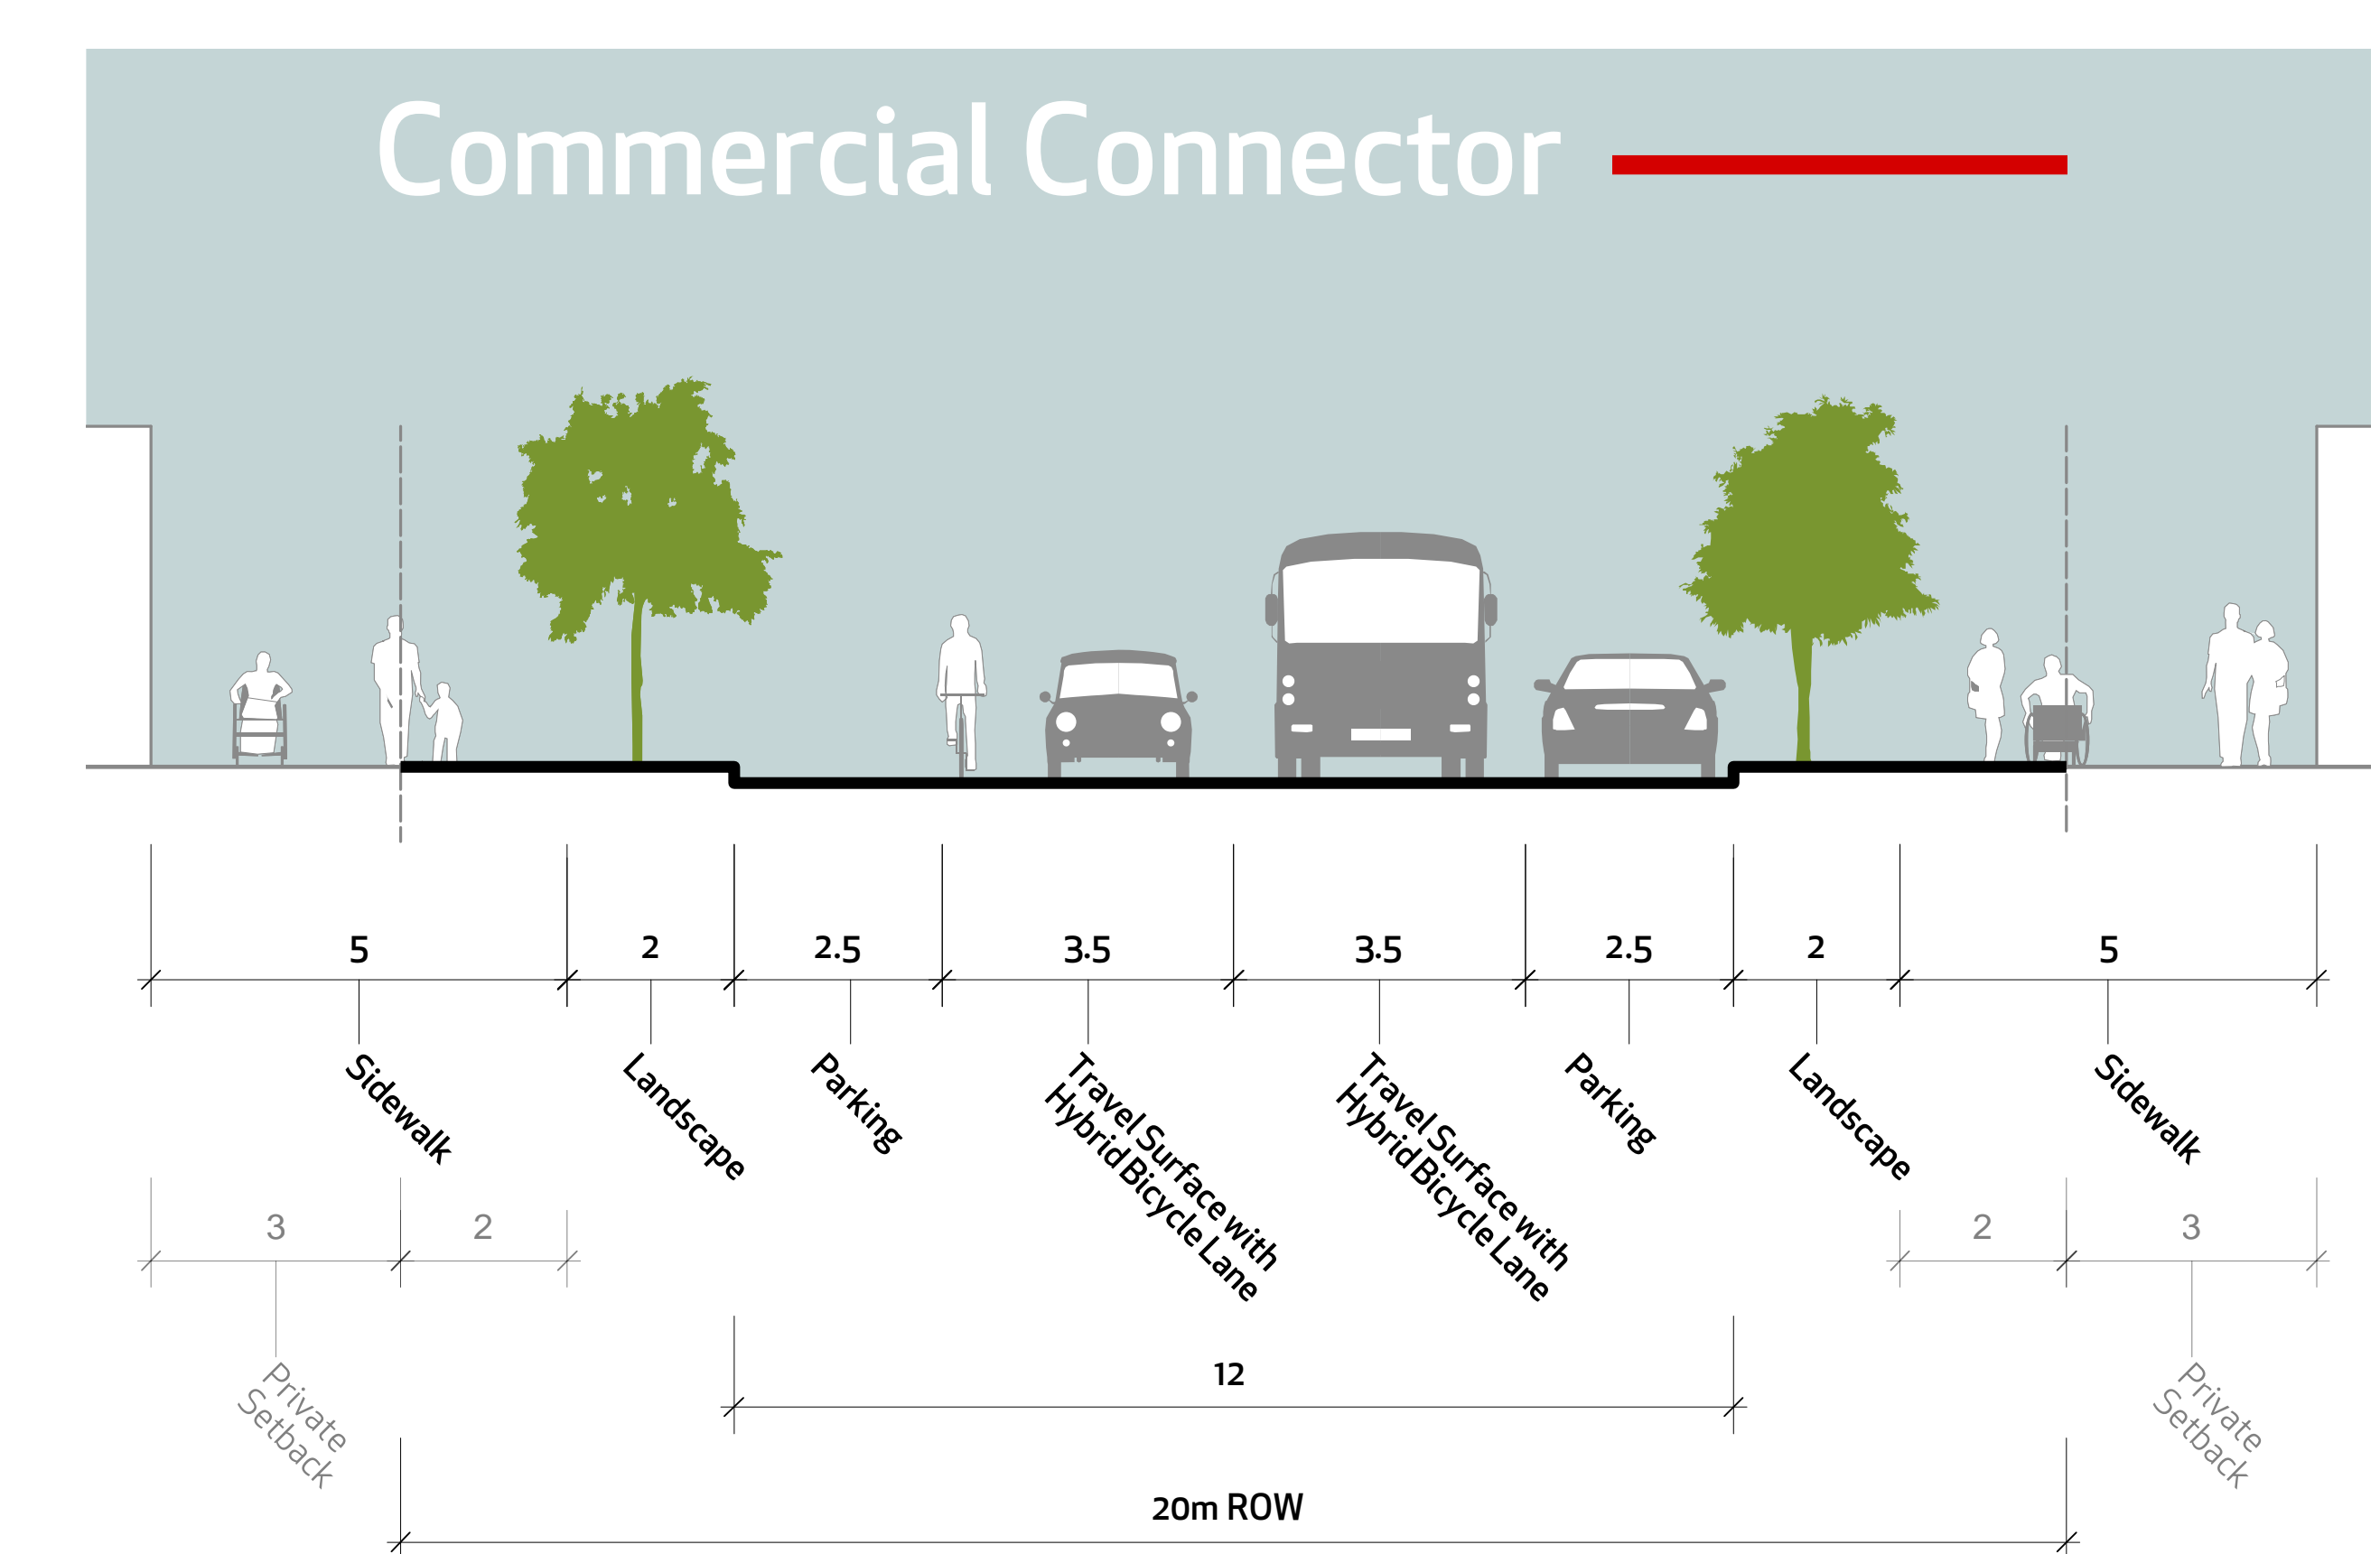 Commercial Connector
5
2
2.5
3.5
3.5
2.5
2
5
Sidewalk
Landscape
Parking
Travel Surface with
Hybrid Bicycle Lane
Travel Surface with
Hybrid Bicycle Lane
Parking
Landscape
Sidewalk
3
2
2
3
Private
Setback
Private
Setback
12
20m ROW